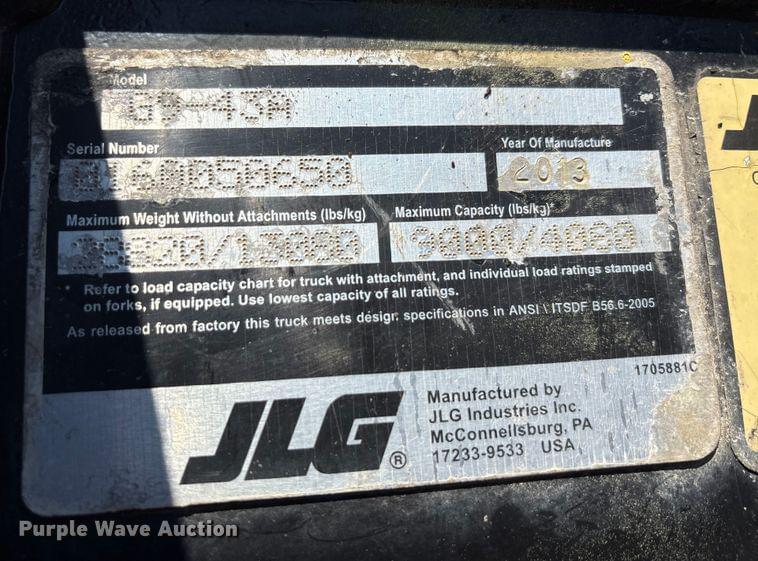 Model
G9-43A
Serial Number
0160050650
Year Of Manufacture
2013
Maximum Weight Without Attachments (lbs/kg)
Maximum Capacity (lbs/kg)*
9000/4080
* Refer to load capacity chart for truck with attachment, and individual load ratings stamped
on forks, if equipped. Use lowest capacity of all ratings.
As released from factory this truck meets design specifications in ANSI \ ITSDF B56.6-2005
1705881C
JLG®
Manufactured by
JLG Industries Inc.
McConnellsburg, PA
17233-9533 USA
Purple Wave Auction